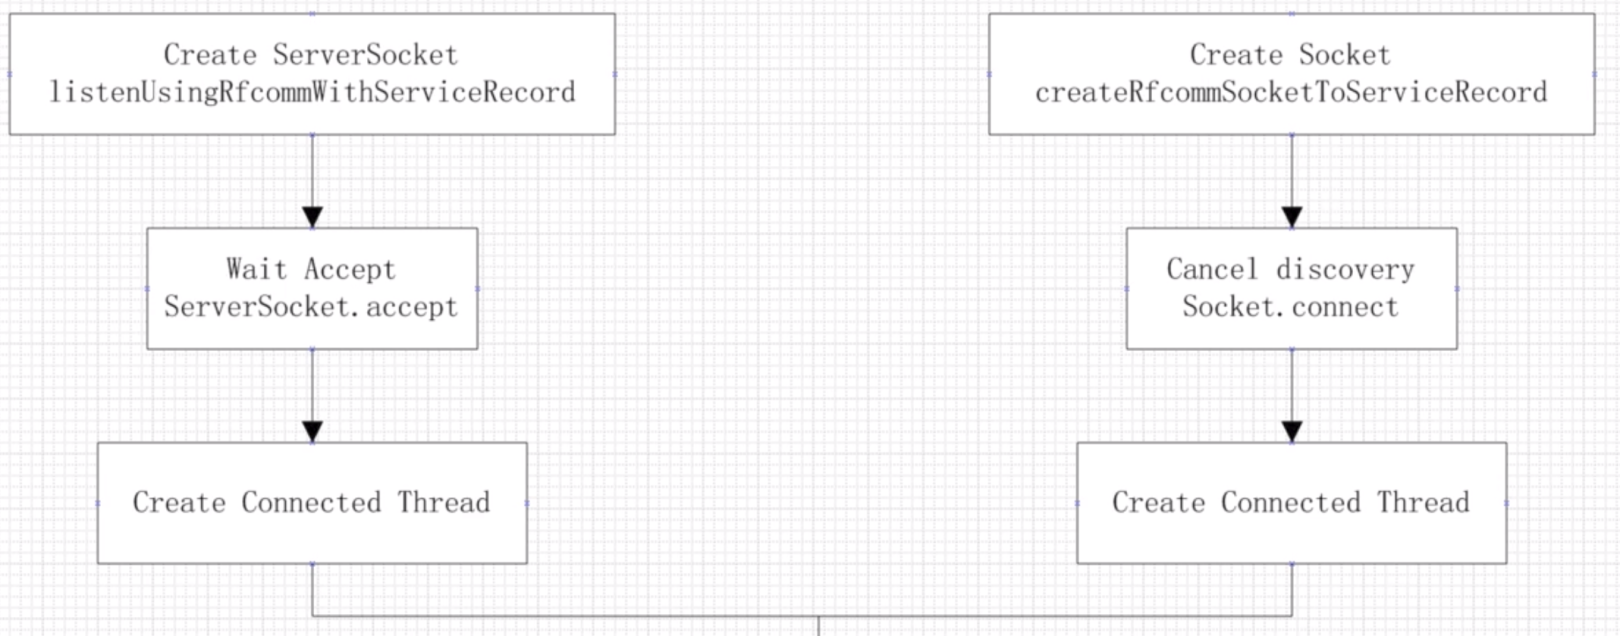 Create ServerSocket
listenUsingRfcommWithServiceRecord
Create Socket
createRfcommSocketToServiceRecord
Wait Accept
ServerSocket.accept
Cancel discovery
Socket.connect
Create Connected Thread
Create Connected Thread